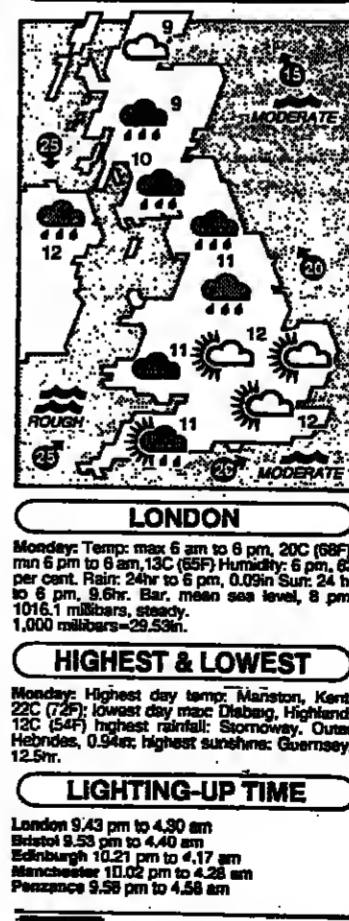 9
15
MODERATE
9
25
10
12
11
20
12
11
ROUGH
11
12
25
20
MODERATE
LONDON
Monday: Temp: max 6 am to 6 pm, 20C (68F)
min 6 pm to 6 am, 13C (55F) Humidity: 6 pm,
per cent. Rain: 24hr to 6 pm, 0.09in Sun: 24 h
to 6 pm, 9.6hr. Bar, mean sea level, 8 pm
1016.1 millibars, steady.
1,000 millibars=29.53in.
HIGHEST & LOWEST
Monday: Highest day temp: Manston, Kent
22C (72F); lowest day max: Highland
12C (54F) highest rainfall: Stornoway, Outer
Hebrides, 0.94in; highest sunshine: Guernsey
12.5hr.
LIGHTING-UP TIME
London 9.43 pm to 4.30 am
Bristol 9.53 pm to 4.40 am
Edinburgh 10.21 pm to 4.17 am
Manchester 10.02 pm to 4.28 am
Penzance 9.58 pm to 4.58 am